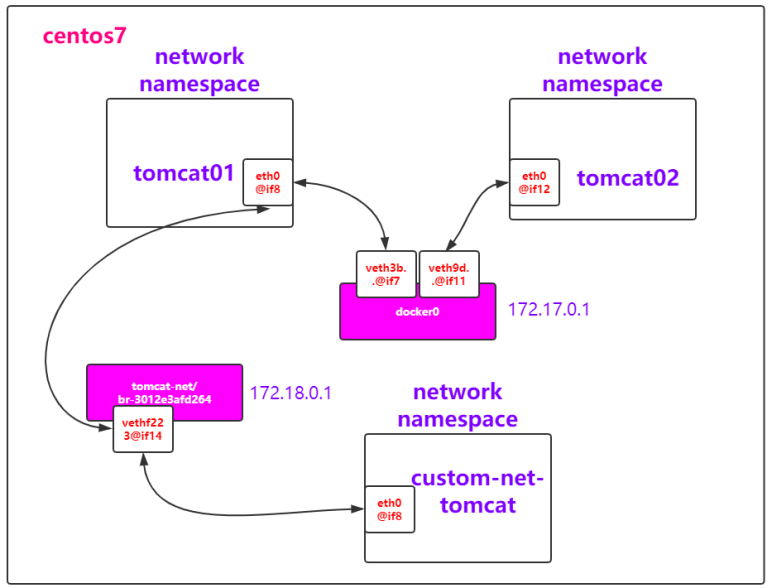 centos7
network
namespace
network
namespace
tomcat01
eth0
@if8
eth0
@if12
tomcat02
veth3b.
.@if7
veth9d.
.@if11
docker0
172.17.0.1
tomcat-net/
br-3012e3afd264
172.18.0.1
vethf22
3@if14
network
namespace
custom-net-
tomcat
eth0
@if8